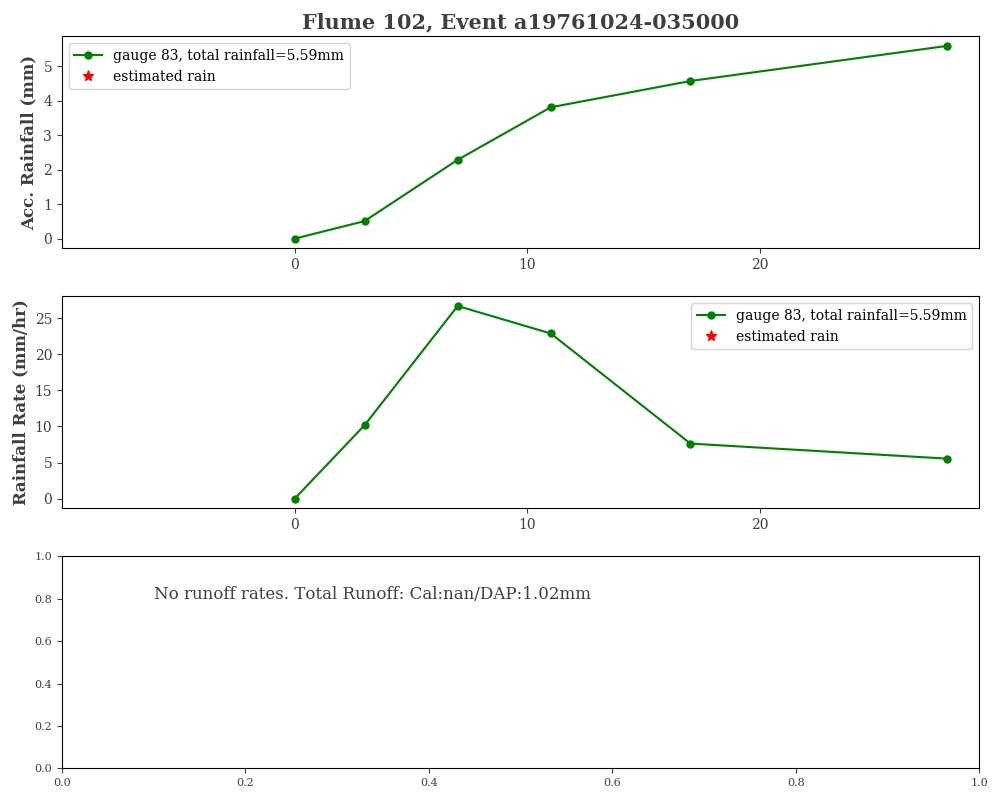 Flume 102, Event a19761024-035000
gauge 83, total rainfall=5.59mm
estimated rain
Acc. Rainfall (mm)
5
4
3
2
1
0
0 10 20
gauge 83, total rainfall=5.59mm
estimated rain
Rainfall Rate (mm/hr)
25
20
15
10
5
0
0 10 20
No runoff rates. Total Runoff: Cal:nan/DAP:1.02mm
1.0
0.8
0.6
0.4
0.2
0.0
0.0 0.2 0.4 0.6 0.8 1.0